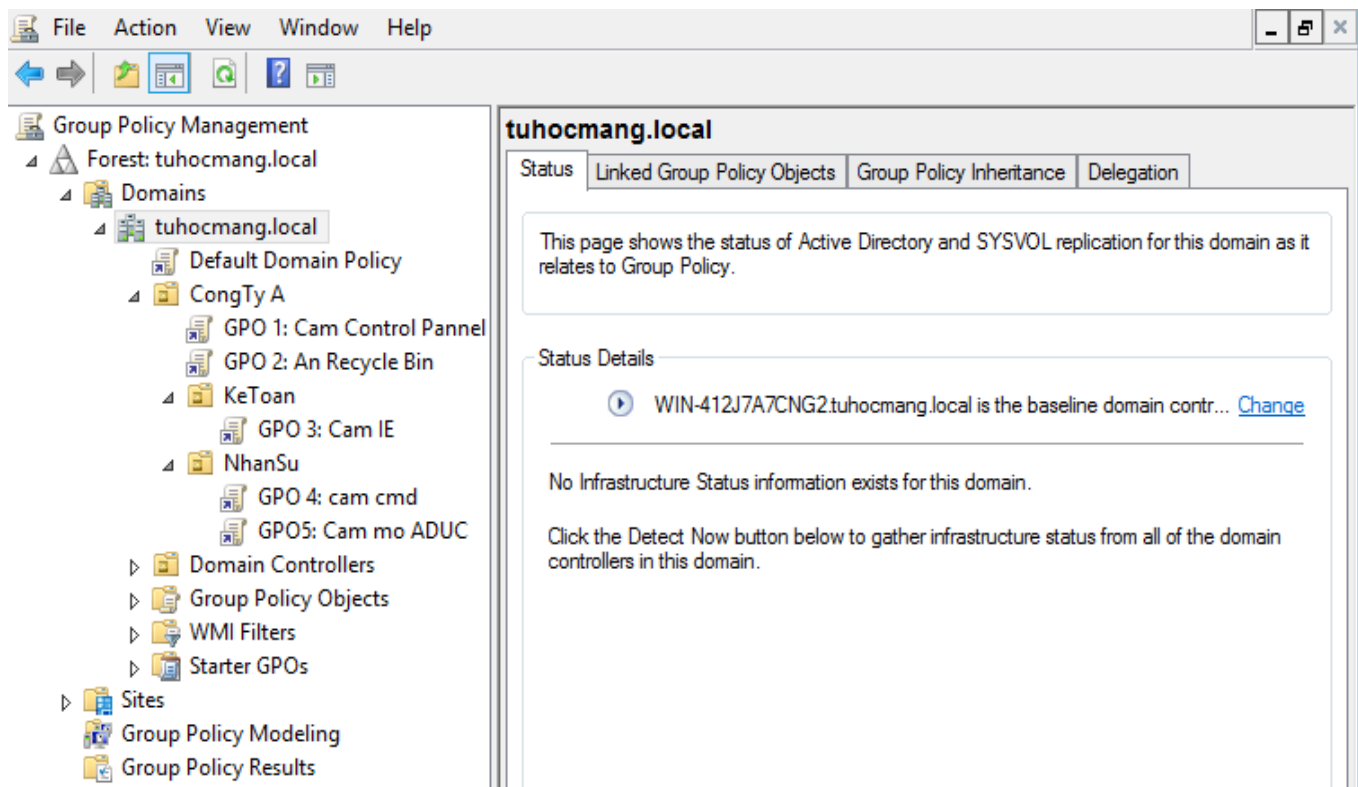 File Action View Window Help
Group Policy Management
Forest: tuhocmang.local
Domains
tuhocmang.local
Default Domain Policy
CongTy A
GPO 1: Cam Control Pannel
GPO 2: An Recycle Bin
KeToan
GPO 3: Cam IE
NhanSu
GPO 4: cam cmd
GPO5: Cam mo ADUC
Domain Controllers
Group Policy Objects
WMI Filters
Starter GPOs
Sites
Group Policy Modeling
Group Policy Results
tuhocmang.local
Status Linked Group Policy Objects Group Policy Inheritance Delegation
This page shows the status of Active Directory and SYSVOL replication for this domain as it
relates to Group Policy.
Status Details
WIN-412J7A7CNG2.tuhocmang.local is the baseline domain contr... Change
No Infrastructure Status information exists for this domain.
Click the Detect Now button below to gather infrastructure status from all of the domain
controllers in this domain.